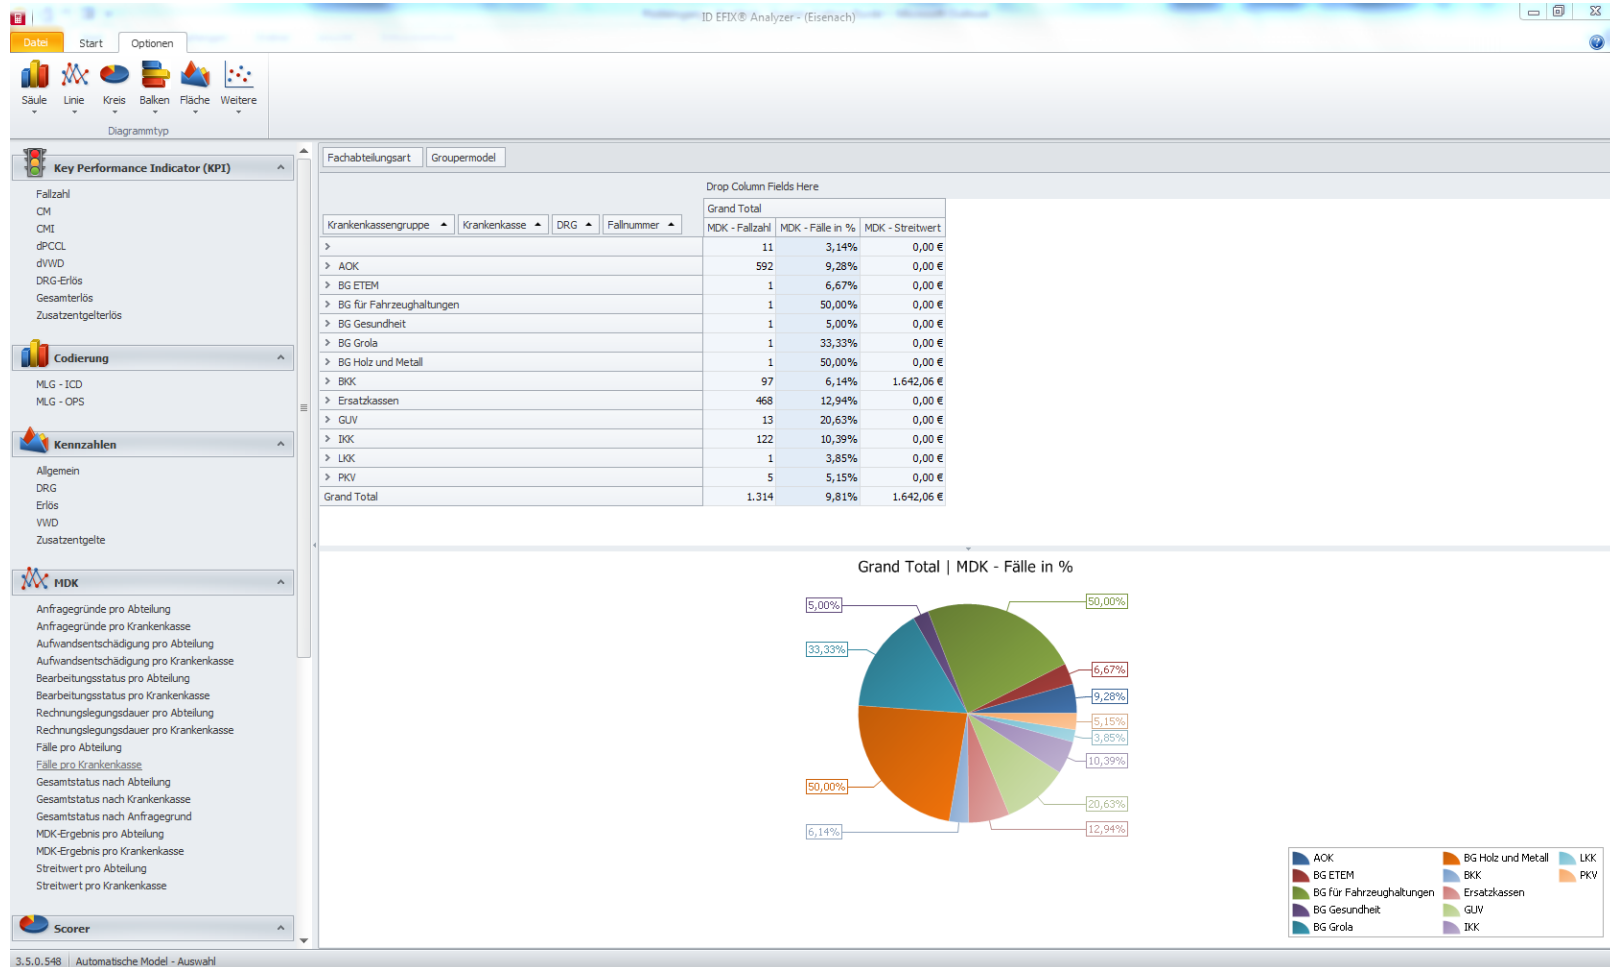 ID EFIX® Analyzer - (Eisenach)
Datei Start Optionen
Säule Linie Kreis Balken Fläche Weitere
Diagrammtyp
Key Performance Indicator (KPI)
Fallzahl
CM
CMI
dPCCL
dVWD
DRG-Erlös
Gesamterlös
Zusatzentgelterlös
Codierung
MLG - ICD
MLG - OPS
Kennzahlen
Allgemein
DRG
Erlös
VWD
Zusatzentgelte
MDK
Anfragegründe pro Abteilung
Anfragegründe pro Krankenkasse
Aufwandsentschädigung pro Abteilung
Aufwandsentschädigung pro Krankenkasse
Bearbeitungsstatus pro Abteilung
Bearbeitungsstatus pro Krankenkasse
Rechnungslegungsdauer pro Abteilung
Rechnungslegungsdauer pro Krankenkasse
Fälle pro Abteilung
Fälle pro Krankenkasse
Gesamtstatus nach Abteilung
Gesamtstatus nach Krankenkasse
Gesamtstatus nach Anfragegrund
MDK-Ergebnis pro Abteilung
MDK-Ergebnis pro Krankenkasse
Streitwert pro Abteilung
Streitwert pro Krankenkasse
Scorer
Fachabteilungsart Groupermodel
Drop Column Fields Here
Grand Total
Krankenkassengruppe Krankenkasse DRG Fallnummer MDK - Fallzahl MDK - Fälle in % MDK - Streitwert
> 11 3,14% 0,00 €
> AOK 592 9,28% 0,00 €
> BG ETEM 1 6,67% 0,00 €
> BG für Fahrzeughaltungen 1 50,00% 0,00 €
> BG Gesundheit 1 5,00% 0,00 €
> BG Grola 1 33,33% 0,00 €
> BG Holz und Metall 1 50,00% 0,00 €
> BKK 97 6,14% 1.642,06 €
> Ersatzkassen 468 12,94% 0,00 €
> GUV 13 20,63% 0,00 €
> IKK 122 10,39% 0,00 €
> LKK 1 3,85% 0,00 €
> PKV 5 5,15% 0,00 €
Grand Total 1.314 9,81% 1.642,06 €
Grand Total | MDK - Fälle in %
5,00% 50,00%
33,33%
6,67%
9,28%
5,15%
3,85%
10,39%
50,00%
20,63%
6,14% 12,94%
AOK BG Holz und Metall LKK
BG ETEM BKK PKV
BG für Fahrzeughaltungen Ersatzkassen
BG Gesundheit GUV
BG Grola IKK
3.5.0.548 Automatische Model - Auswahl